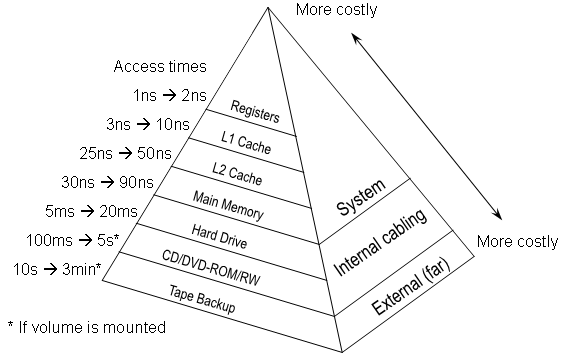 More costly
Access times
1ns → 2ns
Registers
3ns → 10ns
L1 Cache
25ns → 50ns
L2 Cache
30ns → 90ns
Main Memory
5ms → 20ms
Hard Drive
100ms → 5s*
CD/DVD-ROM/RW
10s → 3min*
Tape Backup
System
Internal cabling
External (far)
More costly
* If volume is mounted